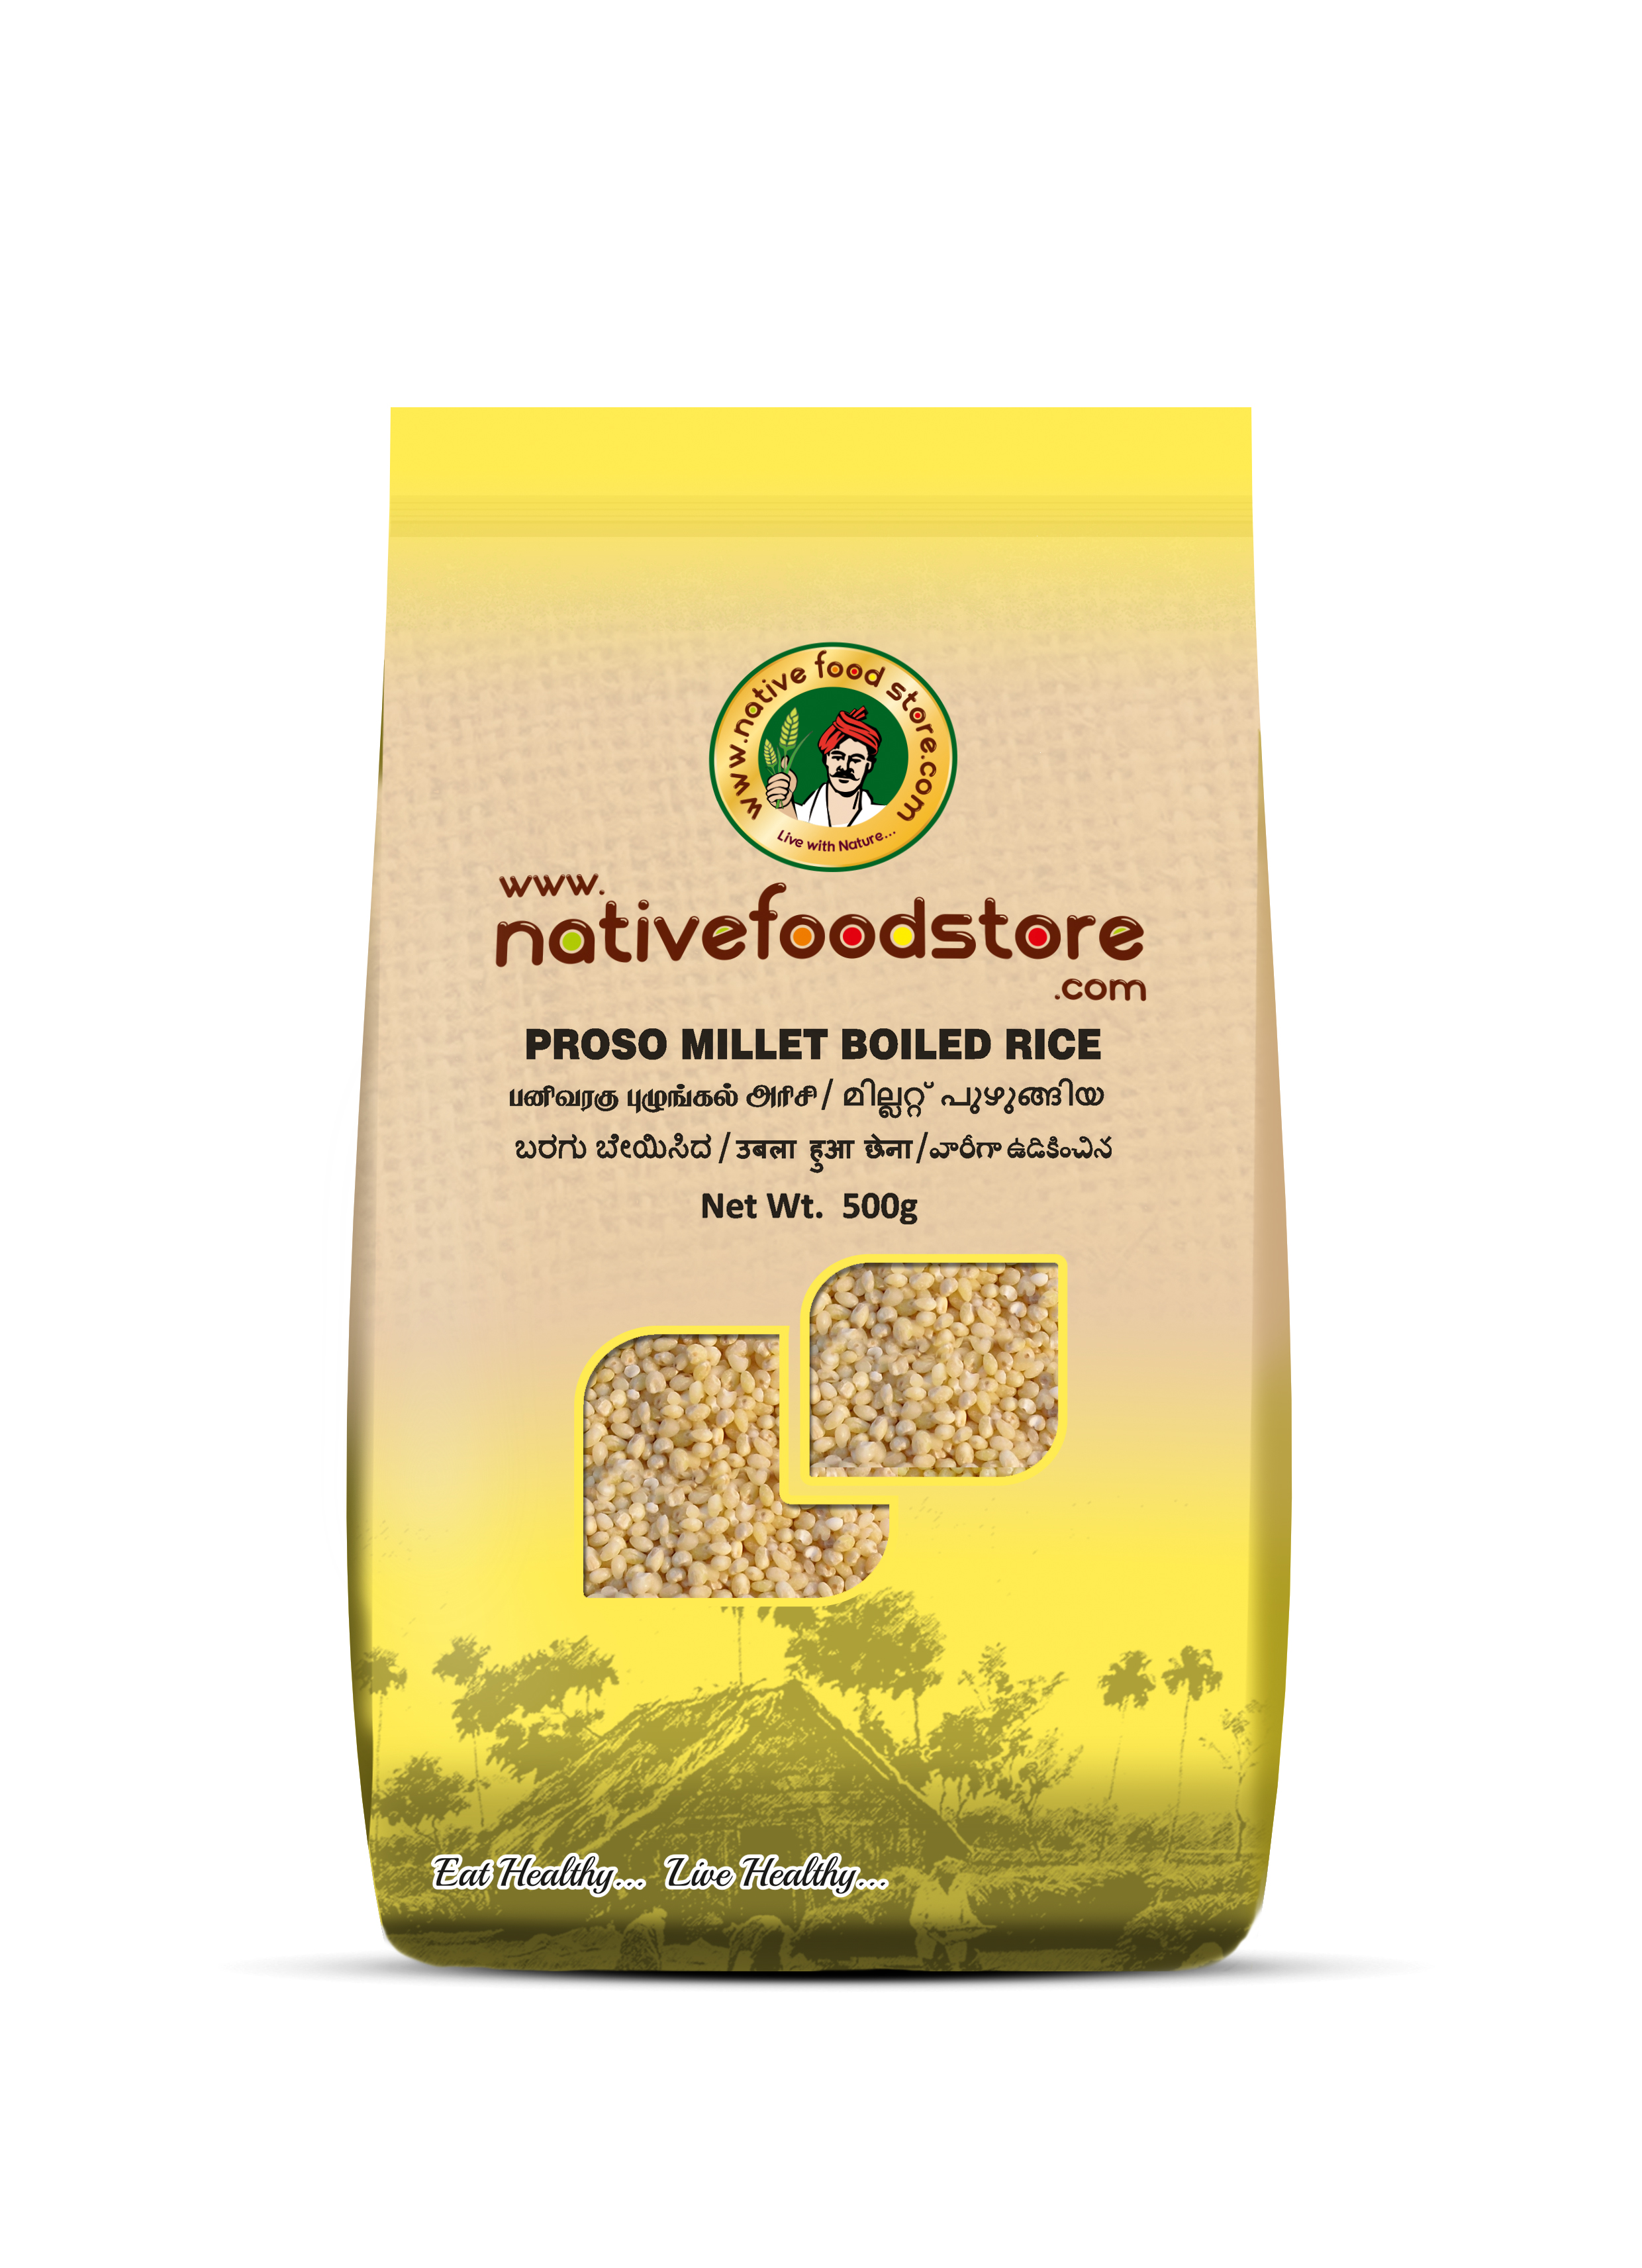 www.native food store.com
Live with Nature...
www.
nativefoodstore
.com
PROSO MILLET BOILED RICE
பனிவரகு புழுங்கல் அரிசி / മില്ലറ്റ് പുഴുങ്ങിയ
ಬರಗು ಬೇಯಿಸಿದ / उबला हुआ छेना / వారీగా ఉడికించిన
Net Wt. 500g
Eat Healthy... Live Healthy...